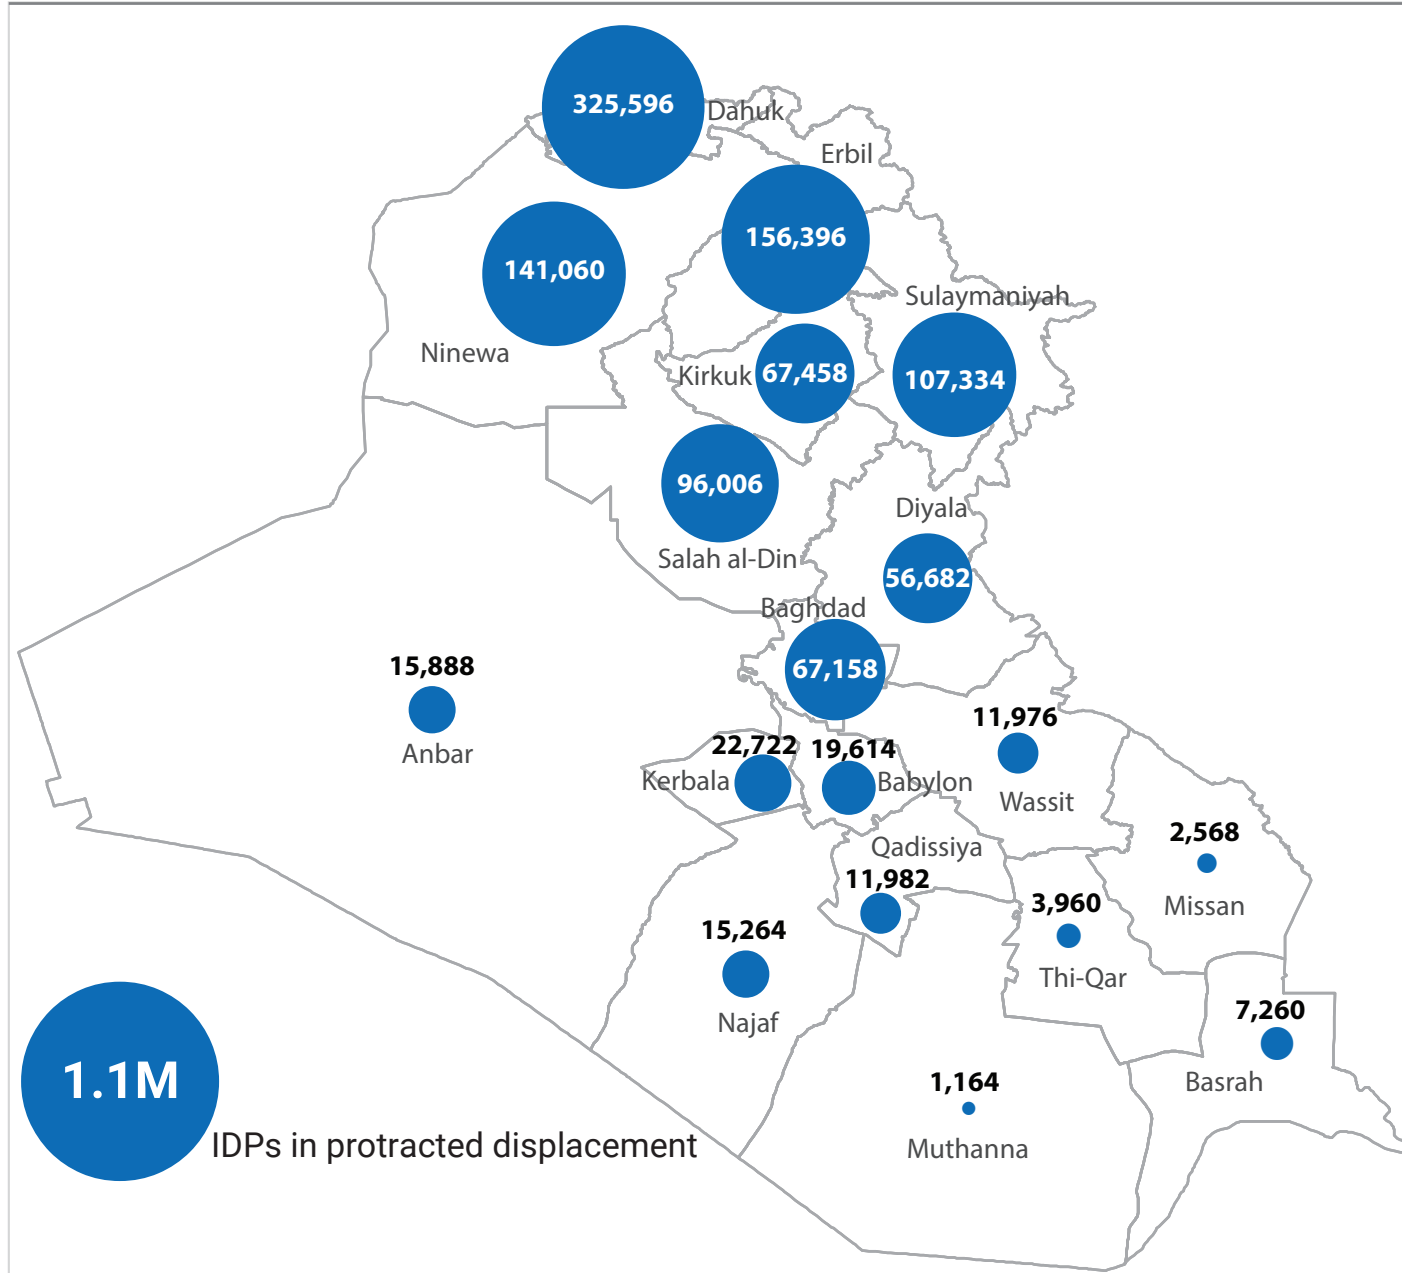 325,596
Dahuk
Erbil
156,396
141,060
Sulaymaniyah
Ninewa
Kirkuk
67,458
107,334
96,006
Diyala
Salah al-Din
56,682
Baghdad
67,158
15,888
Anbar
11,976
22,722
19,614
Kerbala
Babylon
Wassit
2,568
Qadissiya
11,982
3,960
Missan
15,264
Thi-Qar
Najaf
7,260
1.1M
1,164
Basrah
IDPs in protracted displacement
Muthanna